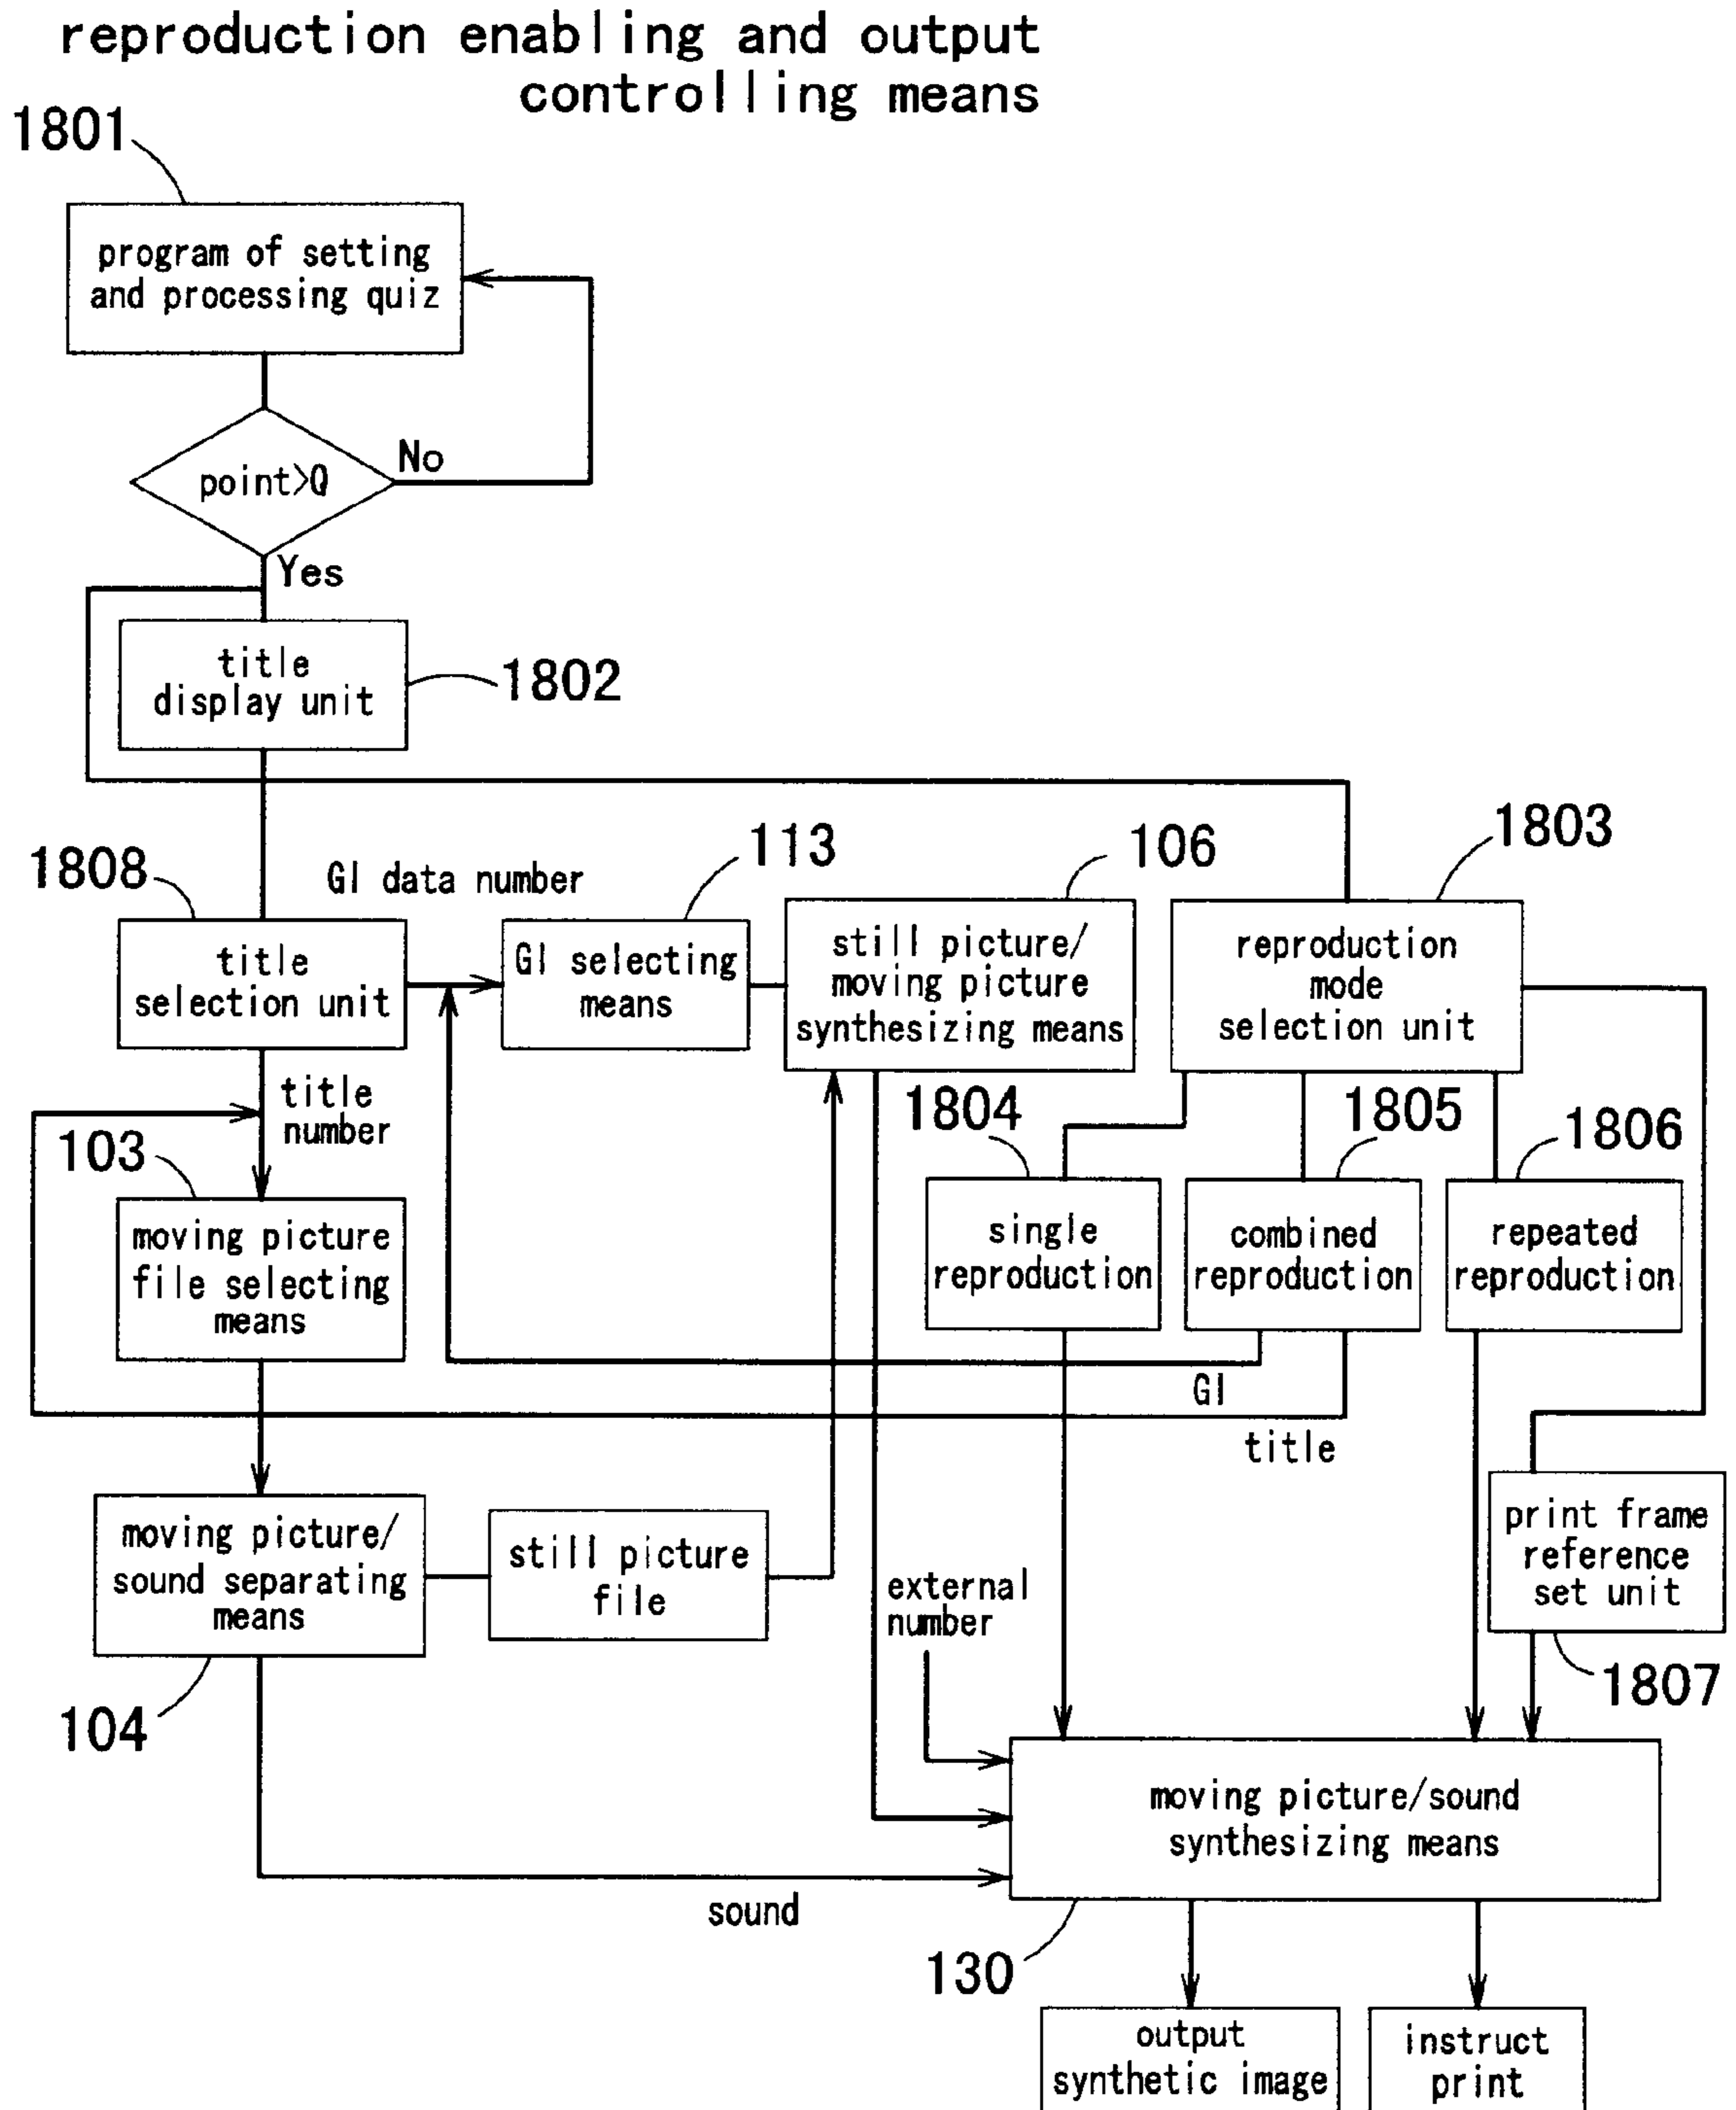 reproduction enabling and output
controlling means
1801
program of setting
and processing quiz
point>Q
No
Yes
title
display unit
1802
1803
1808
GI data number
113
106
title
selection unit
GI selecting
means
still picture/
moving picture
synthesizing means
reproduction
mode
selection unit
title
number
103
1804
1805
1806
moving picture
file selecting
means
single
reproduction
combined
reproduction
repeated
reproduction
GI
title
moving picture/
sound separating
means
still picture
file
print frame
reference
set unit
external
number
104
1807
moving picture/sound
synthesizing means
sound
130
output
synthetic image
instruct
print